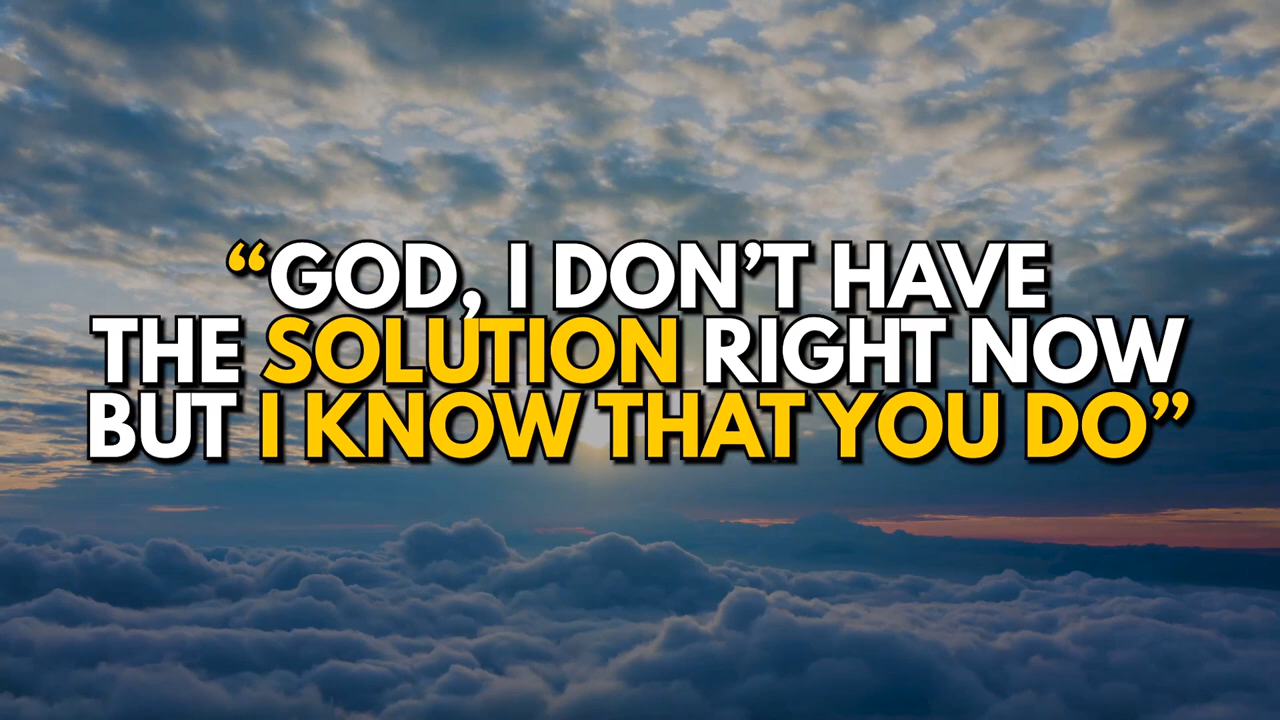 “GOD, I DON’T HAVE
THE SOLUTION RIGHT NOW
BUT I KNOW THAT YOU DO”